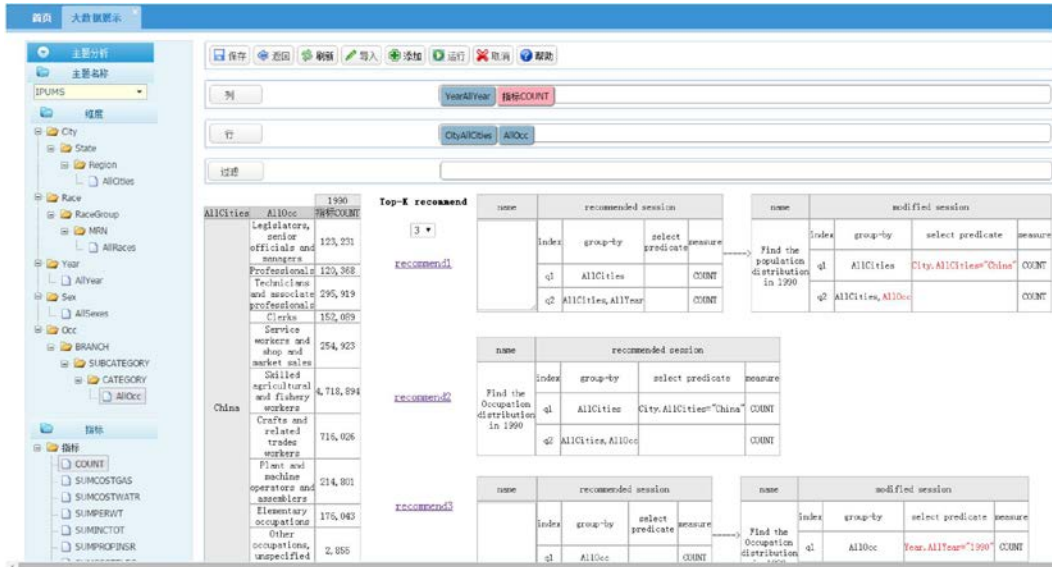 首页 大数据展示
主题分析
主题名称
IPUMS
维度
City
State
Region
AllCities
Race
RaceGroup
MRN
AllRaces
Year
AllYear
Sex
AllSexes
Occ
BRANCH
SUBCATEGORY
CATEGORY
AllOcc
指标
指标
COUNT
SUMCOSTGAS
SUMCOSTWATR
SUMPERWT
SUMINCTOT
SUMPROFINSR
保存 返回 刷新 导入 添加 运行 取消 帮助
列 YearAllYear 指标COUNT
行 CityAllCities AllOcc
过滤
1990
AllCities AllOcc 指标COUNT
China
Legislators,
senior
officials and
managers
123,231
Professionals 120,368
Technicians
and associate
professionals
295,919
Clerks 152,089
Service
workers and
shop and
market sales
254,923
Skilled
agricultural
and fishery
workers
4,718,894
Crafts and
related
trades
workers
716,026
Plant and
machine
operators and
assemblers
214,801
Elementary
occupations
176,043
Other
occupations,
unspecified
2,855
Top-K recommend
3
recommend1
recommend2
recommend3
name recommended session
index group-by select predicate measure
q1 AllCities COUNT
q2 AllCities,AllYear COUNT
name modified session
Find the
population
distribution
in 1990
index group-by select predicate measure
q1 AllCities City.AllCities="China" COUNT
q2 AllCities,AllOcc COUNT
name recommended session
Find the
Occupation
distribution
in 1990
index group-by select predicate measure
q1 AllCities City.AllCities="China" COUNT
q2 AllCities,AllOcc COUNT
name recommended session
index group-by select predicate measure
q1 AllOcc COUNT
name modified session
Find the
Occupation
distribution
index group-by select predicate measure
q1 AllOcc Year.AllYear="1990" COUNT